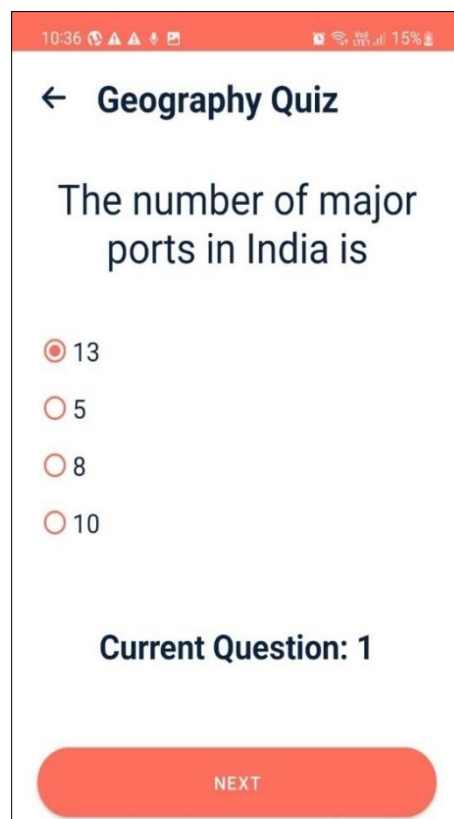 10:36 15%
Geography Quiz
The number of major
ports in India is
13
5
8
10
Current Question: 1
NEXT